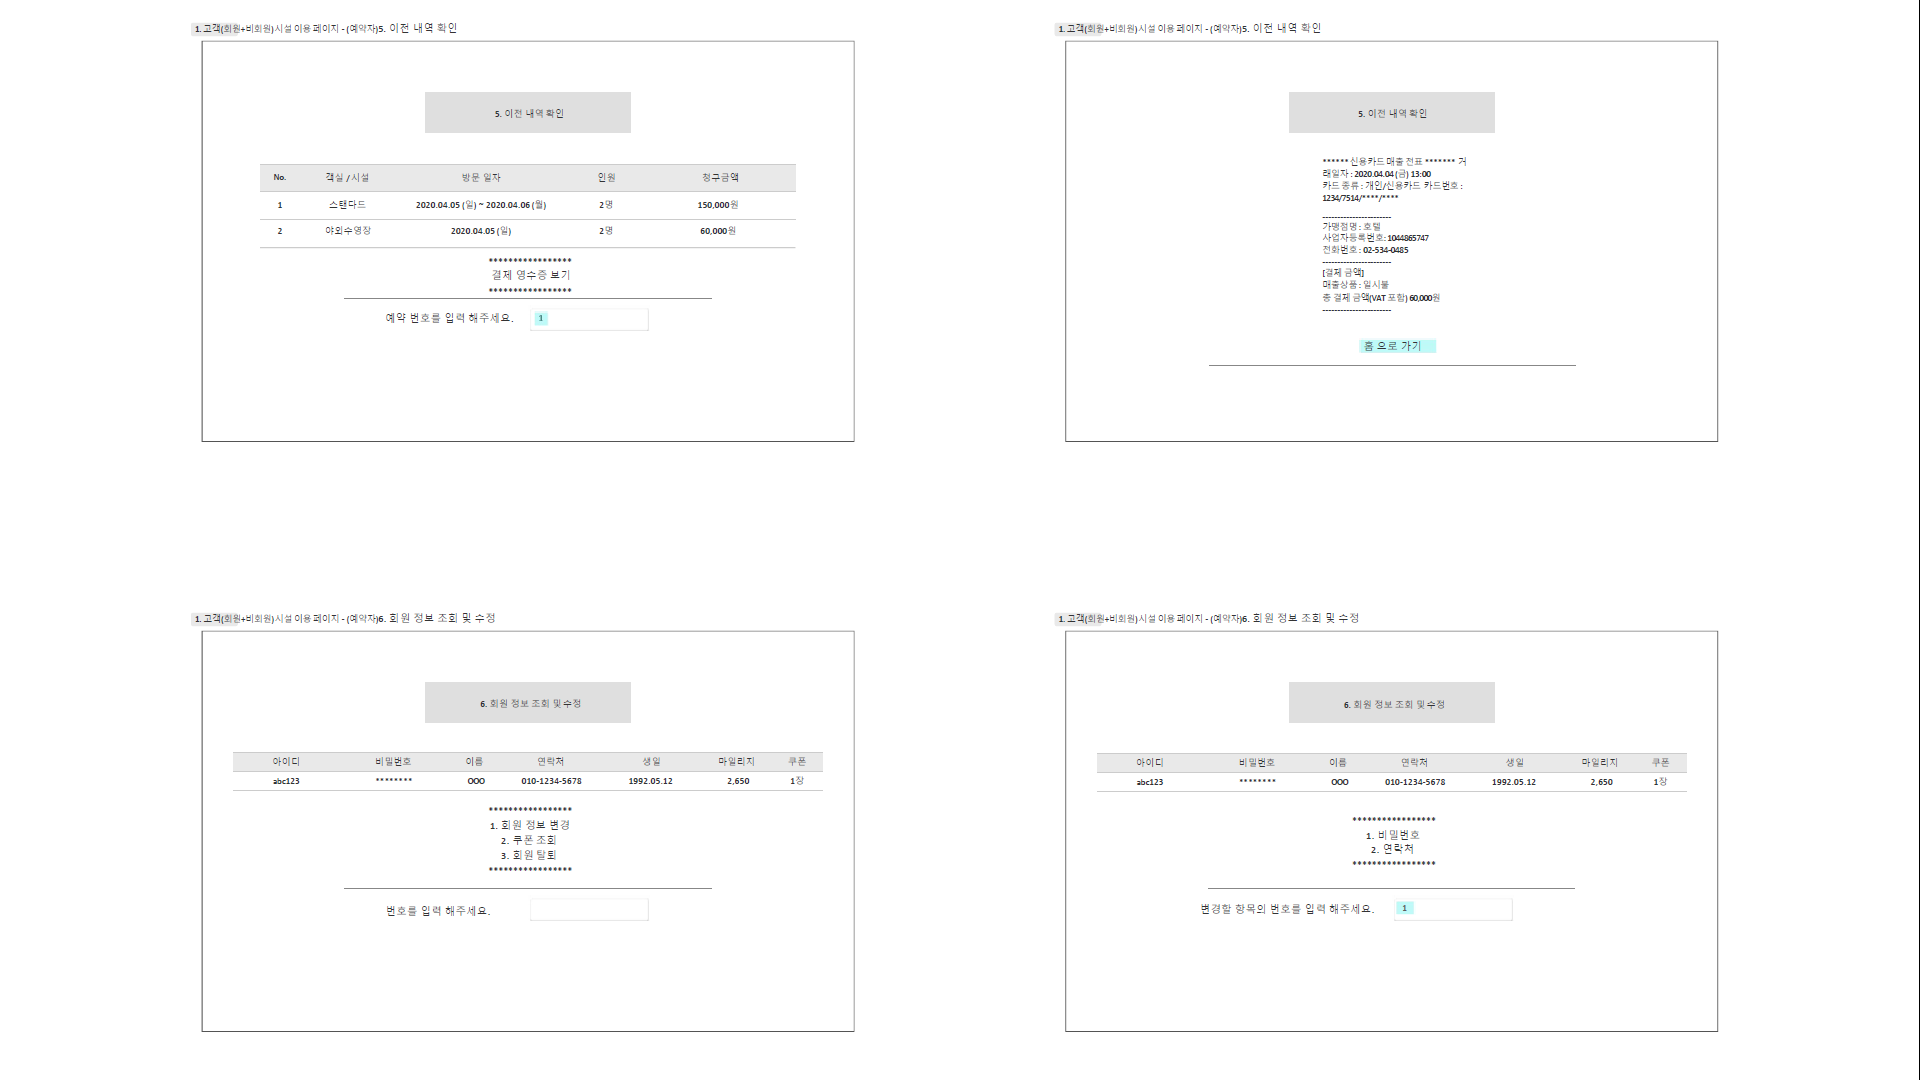 1. 고객(회원+비회원)시설 이용 페이지 - (예약자)5. 이전 내역 확인
5. 이전 내역 확인
No. 객실 / 시설 방문 일자 인원 청구금액
1 스탠다드 2020.04.05 (일) ~ 2020.04.06 (월) 2명 150,000원
2 야외수영장 2020.04.05 (일) 2명 60,000원
*****************
결제 영수증 보기
*****************
예약 번호를 입력 해주세요. 1
1. 고객(회원+비회원)시설 이용 페이지 - (예약자)5. 이전 내역 확인
5. 이전 내역 확인
****** 신용카드 매출 전표 ******* 거
래일자 : 2020.04.04 (금) 13:00
카드 종류 : 개인/신용카드 카드번호 :
1234/7514/****/****
-----------------------
가맹점명 : 호텔
사업자등록번호: 1044865747
전화번호 : 02-534-0485
-----------------------
[결제 금액]
매출상품 : 일시불
총 결제 금액(VAT 포함) 60,000원
-----------------------
홈 으로 가기
1. 고객(회원+비회원)시설 이용 페이지 - (예약자)6. 회원 정보 조회 및 수정
6. 회원 정보 조회 및 수정
아이디 비밀번호 이름 연락처 생일 마일리지 쿠폰
abc123 ******** OOO 010-1234-5678 1992.05.12 2,650 1장
*****************
1. 회원 정보 변경
2. 쿠폰 조회
3. 회원 탈퇴
*****************
번호를 입력 해주세요.
1. 고객(회원+비회원)시설 이용 페이지 - (예약자)6. 회원 정보 조회 및 수정
6. 회원 정보 조회 및 수정
아이디 비밀번호 이름 연락처 생일 마일리지 쿠폰
abc123 ******** OOO 010-1234-5678 1992.05.12 2,650 1장
*****************
1. 비밀번호
2. 연락처
*****************
변경할 항목의 번호를 입력 해주세요. 1